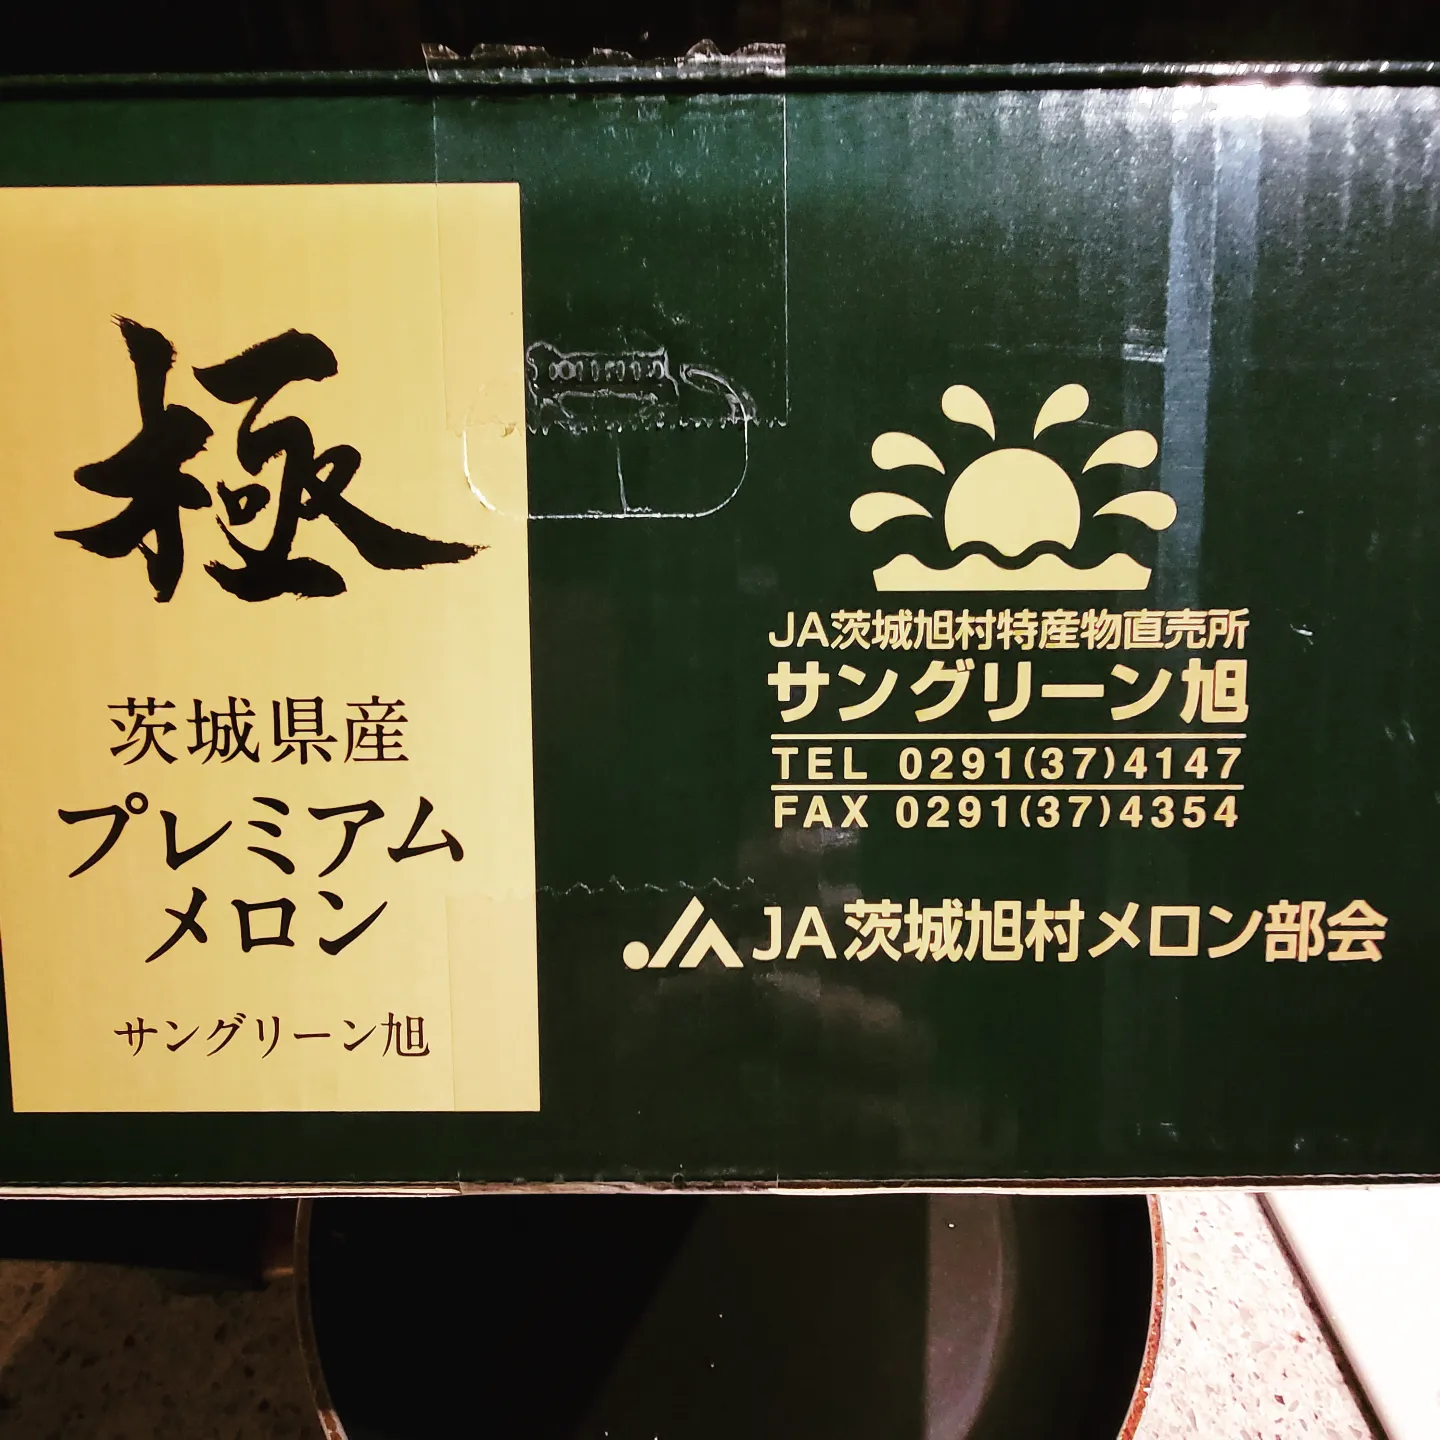 極
茨城県産
プレミアム
メロン
サングリーン旭
JA茨城旭村特産物直売所
サングリーン旭
TEL 0291(37)4147
FAX 0291(37)4354
JA JA茨城旭村メロン部会